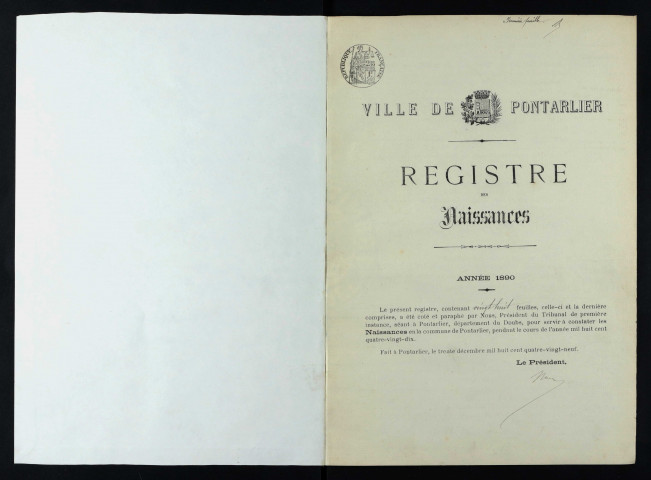 VILLE DE PONTARLIER
REGISTRE
DES
Naissances
ANNÉE 1890
Le présent registre, contenant vingt huit feuilles, celle-ci et la dernière
comprises, a été coté et paraphé par Nous, Président du Tribunal de première
instance, séant à Pontarlier, département du Doubs, pour servir à constater les
Naissances en la commune de Pontarlier, pendant le cours de l'année mil huit cent
quatre-vingt-dix.
Fait à Pontarlier, le trente décembre mil huit cent quatre-vingt-neuf.
Le Président,